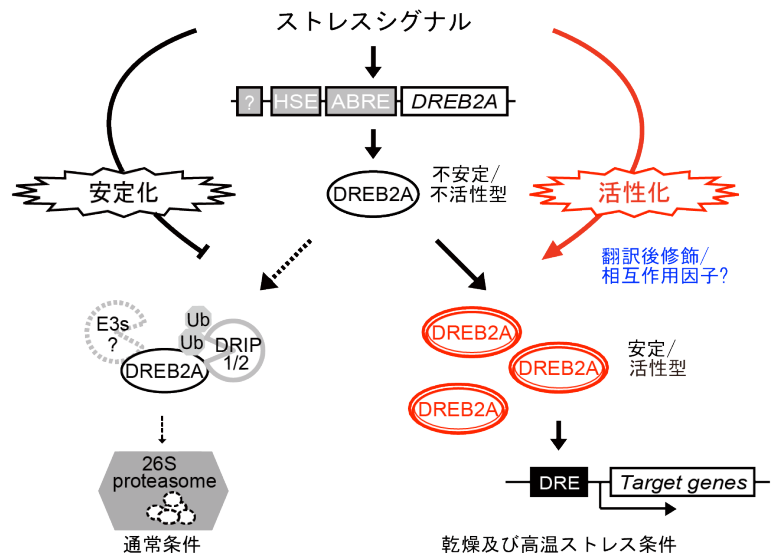 ストレスシグナル
?
HSE
ABRE
DREB2A
安定化
DREB2A
不安定/
不活性型
活性化
翻訳後修飾/
相互作用因子?
E3s
?
Ub
Ub
DRIP
1/2
DREB2A
DREB2A
DREB2A
DREB2A
安定/
活性型
26S
proteasome
DRE
Target genes
通常条件
乾燥及び高温ストレス条件